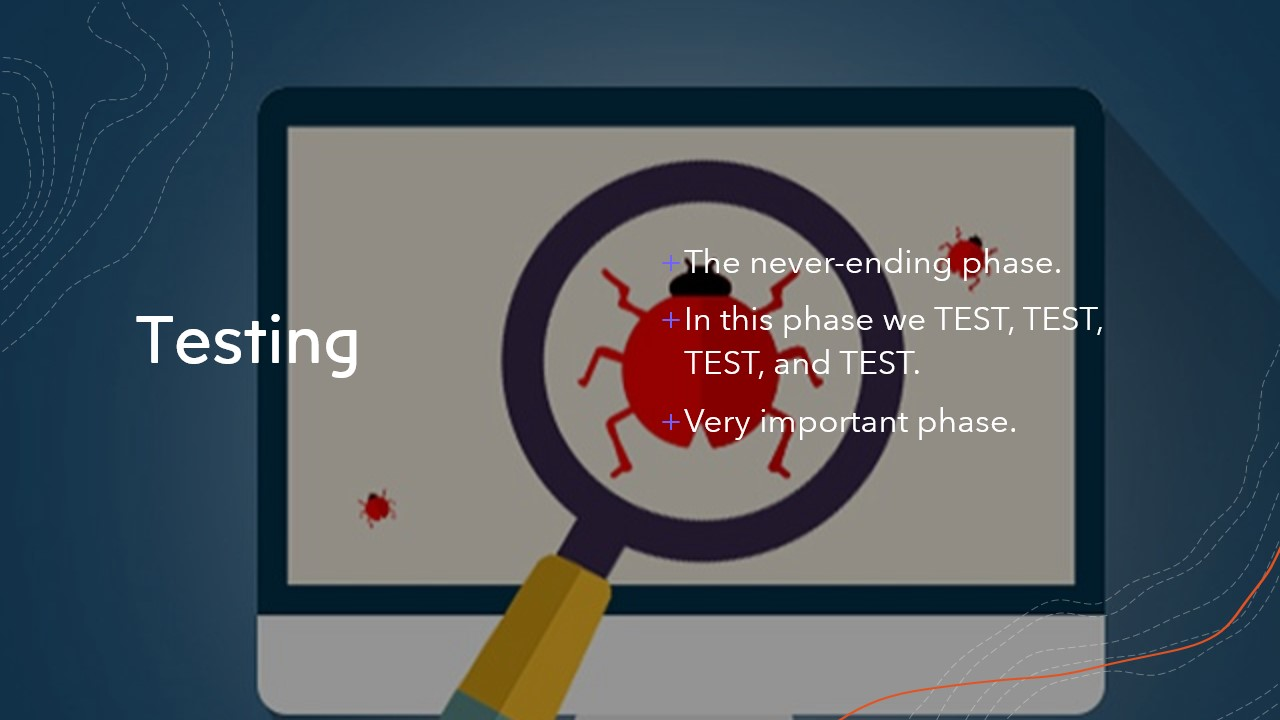 Testing
+The never-ending phase.
+In this phase we TEST, TEST,
TEST, and TEST.
+Very important phase.